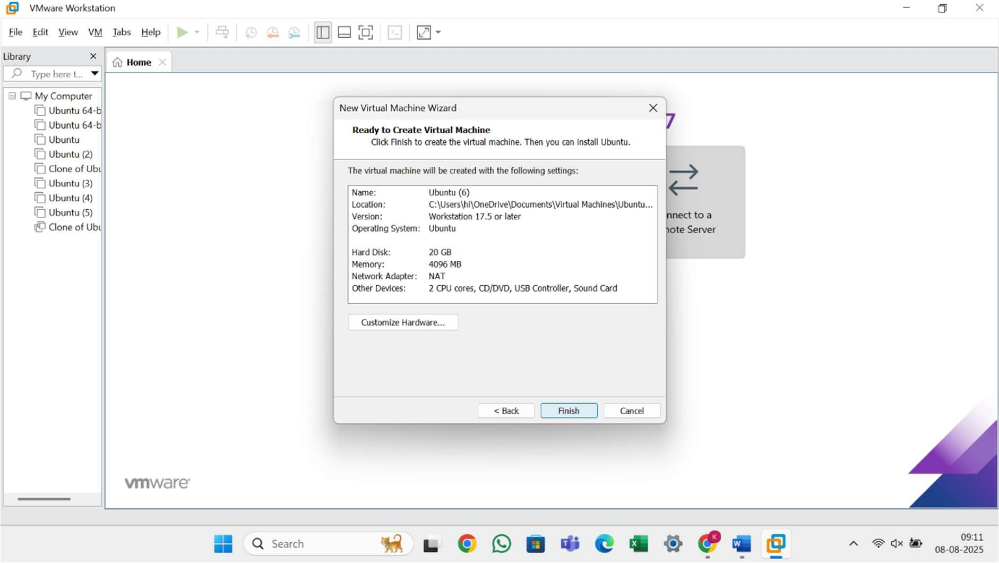 VMware Workstation
File Edit View VM Tabs Help
Library
Type here t...
Home
My Computer
Ubuntu 64-b
Ubuntu 64-b
Ubuntu
Ubuntu (2)
Clone of Ubu
Ubuntu (3)
Ubuntu (4)
Ubuntu (5)
Clone of Ubu
7
nnect to a
note Server
New Virtual Machine Wizard
Ready to Create Virtual Machine
Click Finish to create the virtual machine. Then you can install Ubuntu.
The virtual machine will be created with the following settings:
Name: Ubuntu (6)
Location: C:\Users\hi\OneDrive\Documents\Virtual Machines\Ubuntu...
Version: Workstation 17.5 or later
Operating System: Ubuntu
Hard Disk: 20 GB
Memory: 4096 MB
Network Adapter: NAT
Other Devices: 2 CPU cores, CD/DVD, USB Controller, Sound Card
Customize Hardware...
< Back Finish Cancel
vmware
Search
K
09:11
08-08-2025